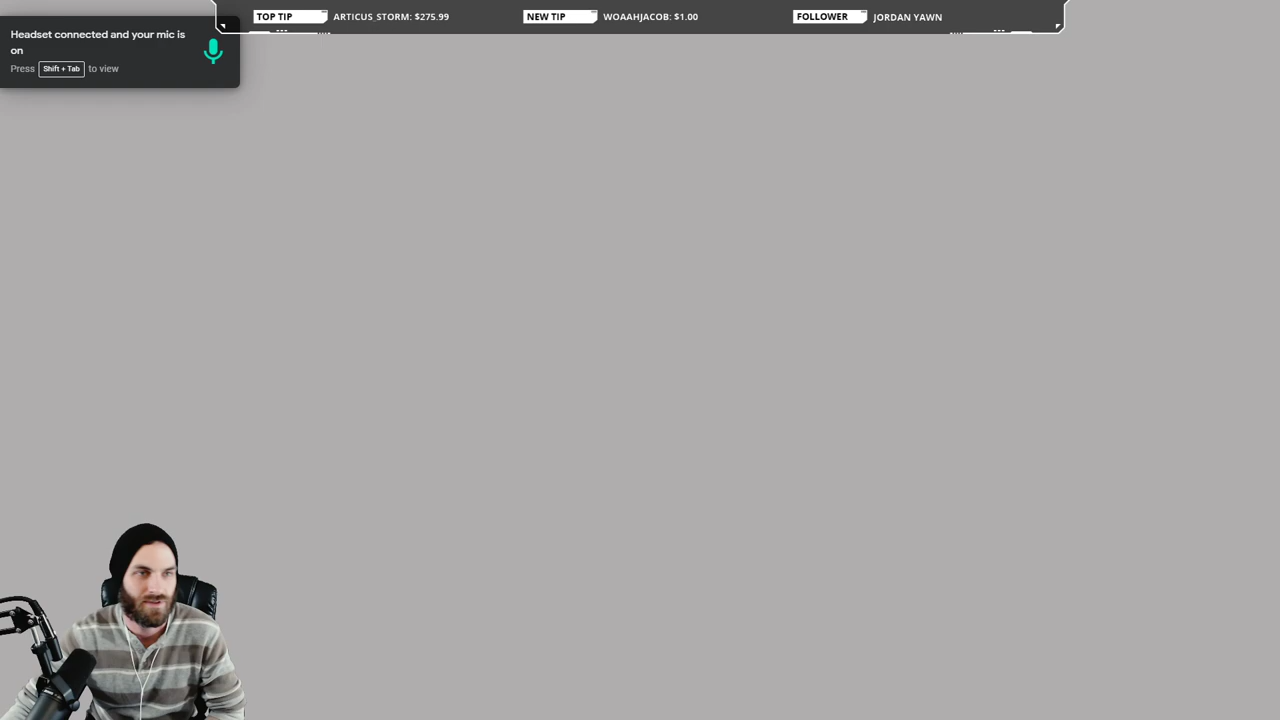 TOP TIP ARTICUS_STORM: $275.99 NEW TIP WOAAHJACOB: $1.00 FOLLOWER JORDAN YAWN
Headset connected and your mic is
on
Press Shift + Tab to view